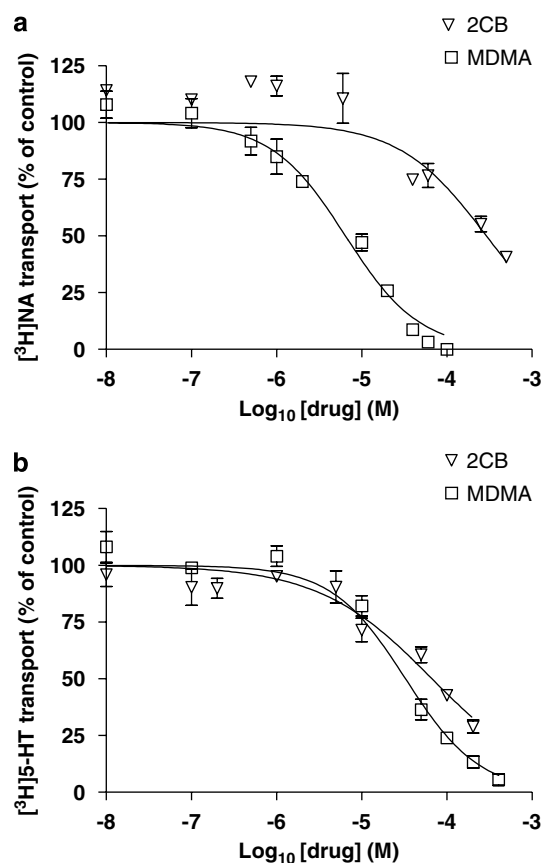 a
2CB
MDMA
[³H]NA transport (% of control)
125
100
75
50
25
0
-8
-7
-6
-5
-4
-3
Log₁₀ [drug] (M)
b
2CB
MDMA
[³H]5-HT transport (% of control)
125
100
75
50
25
0
-8
-7
-6
-5
-4
-3
Log₁₀ [drug] (M)